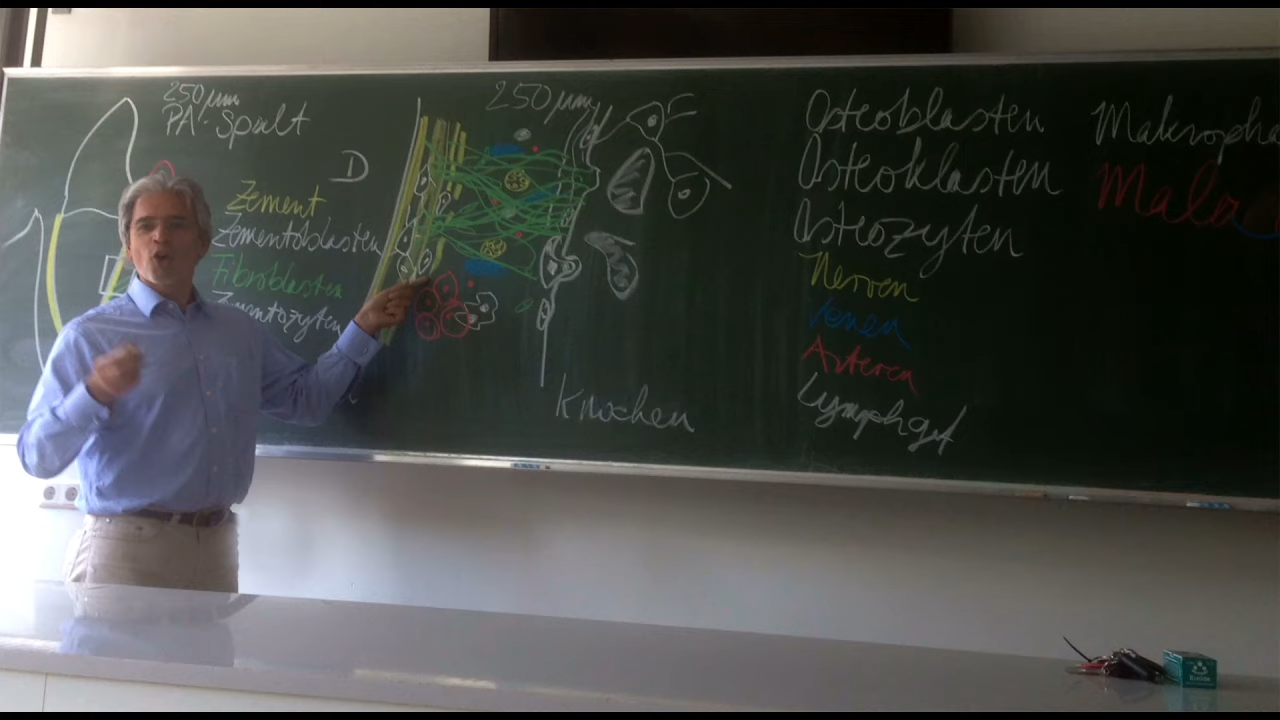 250 µm
PA-Spalt
D
Zement
Zementoblasten
Fibroblasten
Zementozyten
250 µm
Knochen
Osteoblasten
Osteoklasten
Osteozyten
Nerven
Venen
Arterien
Lymphgef
Makropha
Mala